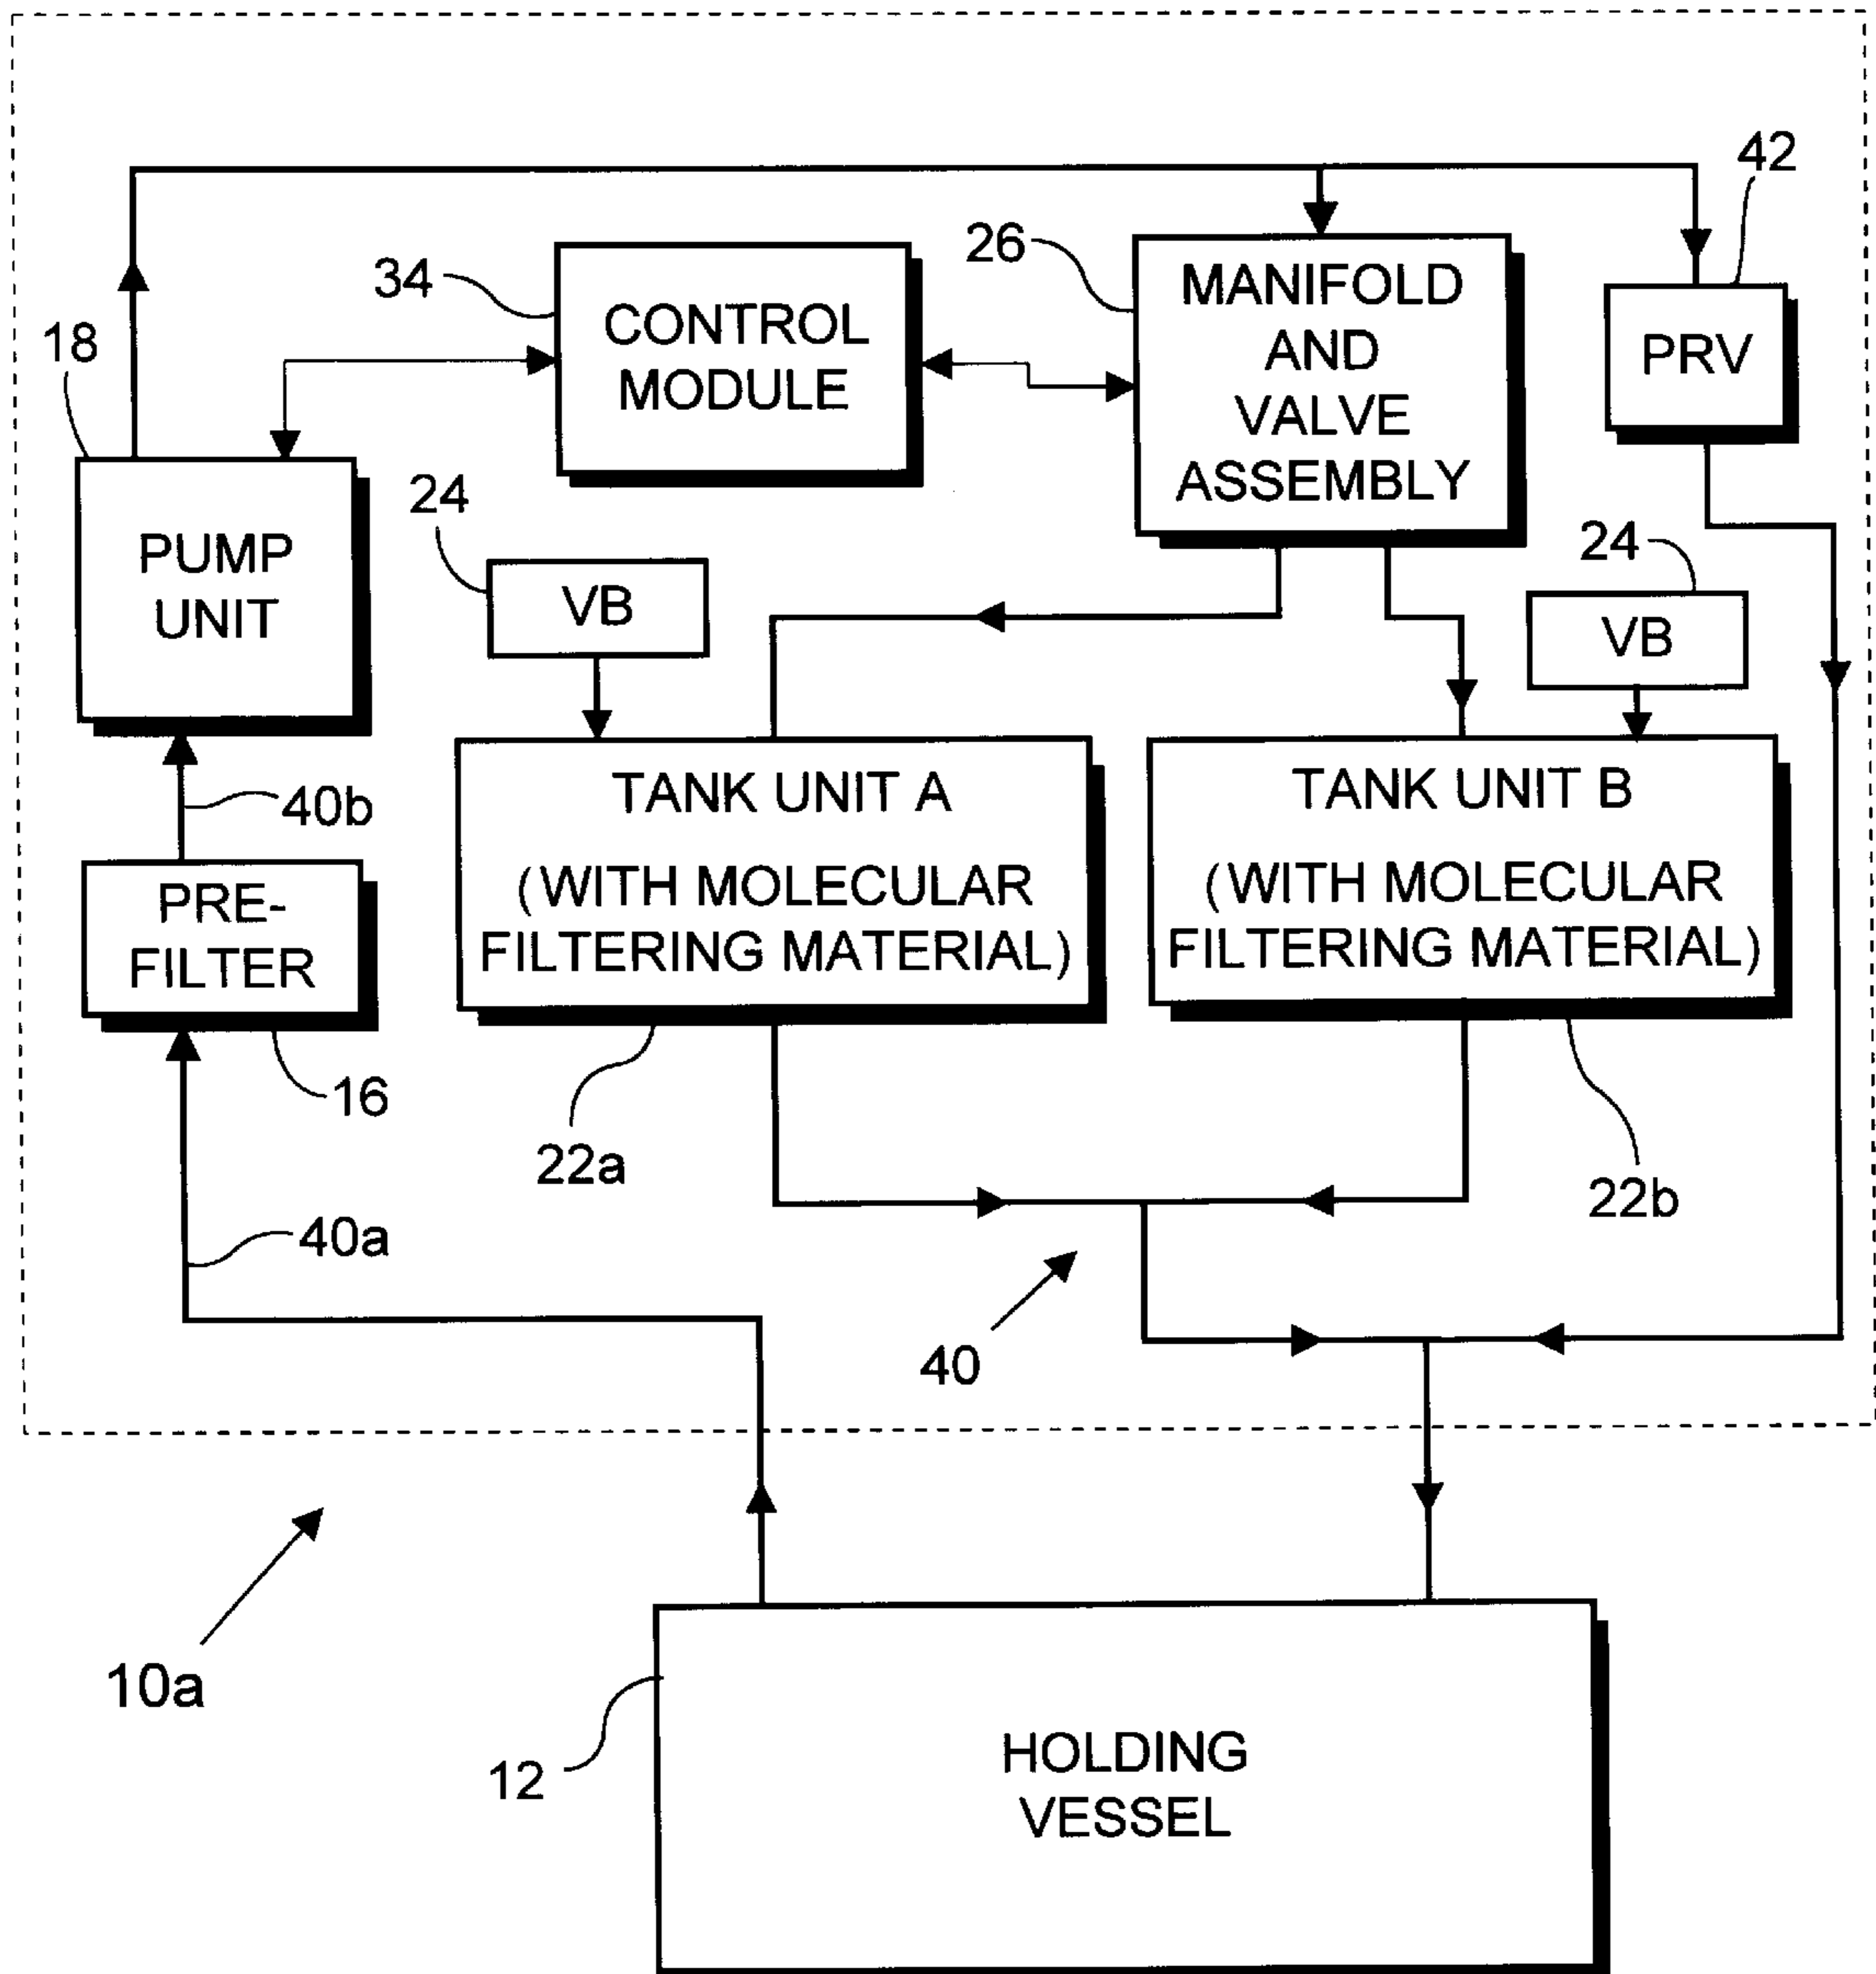 42
26
MANIFOLD
AND
VALVE
ASSEMBLY
34
CONTROL
MODULE
PRV
18
PUMP
UNIT
24
VB
24
VB
40b
TANK UNIT A
(WITH MOLECULAR
FILTERING MATERIAL)
TANK UNIT B
(WITH MOLECULAR
FILTERING MATERIAL)
PRE-
FILTER
16
22a
22b
40a
40
10a
12
HOLDING
VESSEL